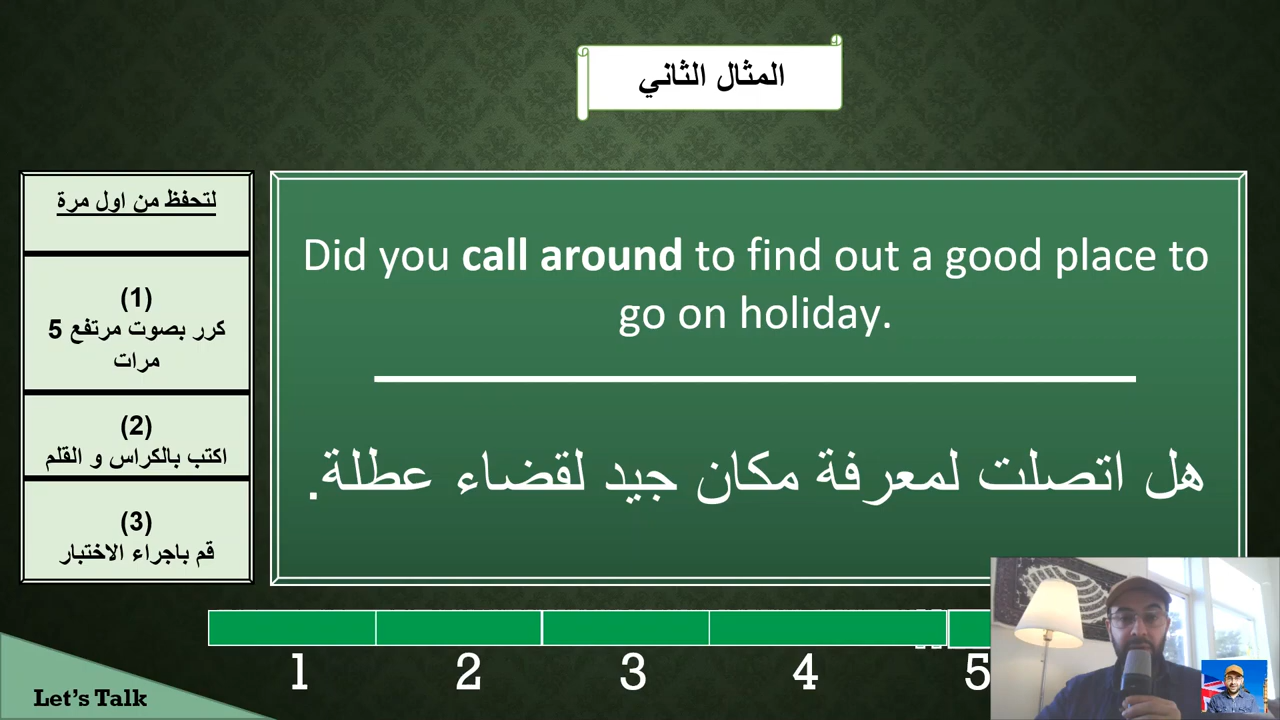 المثال الثاني
لتحفظ من اول مرة
(1)
كرر بصوت مرتفع 5
مرات
(2)
اكتب بالكراس و القلم
(3)
قم باجراء الاختبار
Did you call around to find out a good place to
go on holiday.
هل اتصلت لمعرفة مكان جيد لقضاء عطلة.
1 2 3 4 5
Let's Talk